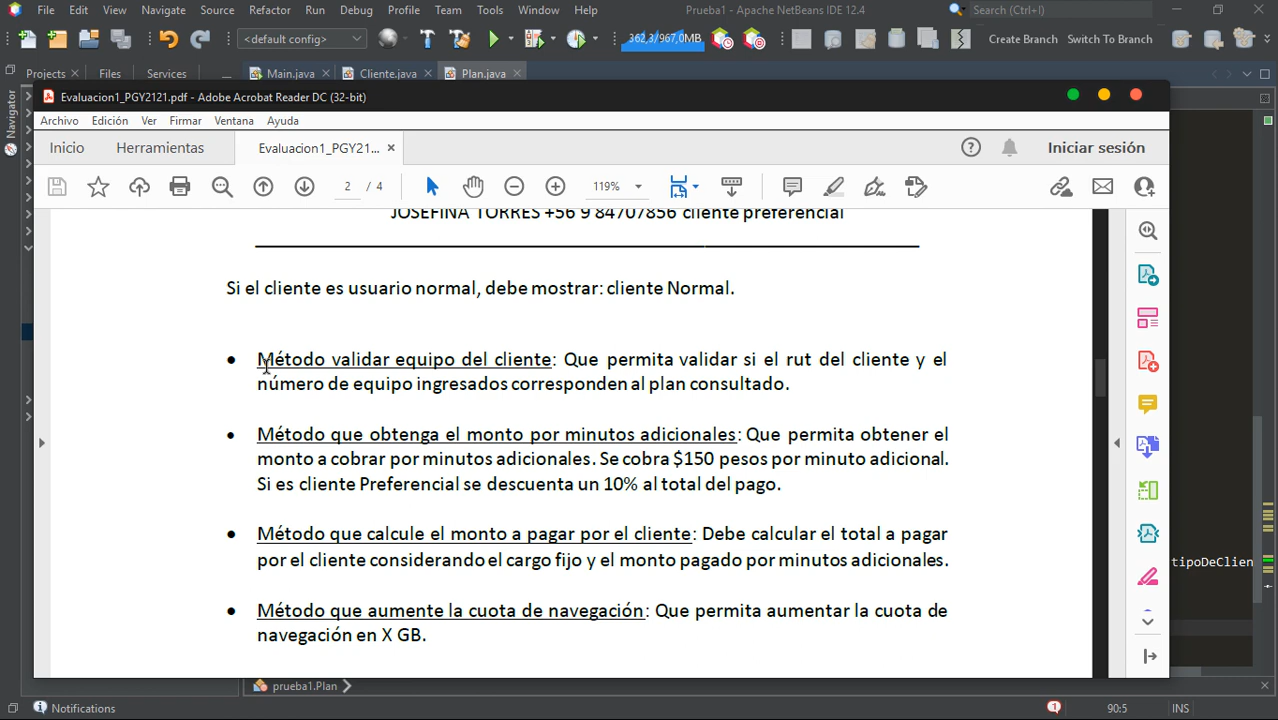 File Edit View Navigate Source Refactor Run Debug Profile Team Tools Window Help Prueba1 - Apache NetBeans IDE 12.4 Search (Ctrl+I)
<default config> 362,3/967,0MB Create Branch Switch To Branch
Projects Files Services Main.java Cliente.java Plan.java
Navigator
Evaluacion1_PGY2121.pdf - Adobe Acrobat Reader DC (32-bit)
Archivo Edición Ver Firmar Ventana Ayuda
Inicio Herramientas Evaluacion1_PGY21... Iniciar sesión
2 / 4 119%
JOSEFINA TORRES +56 9 84707856 cliente preferencial
Si el cliente es usuario normal, debe mostrar: cliente Normal.
• Método validar equipo del cliente: Que permita validar si el rut del cliente y el
número de equipo ingresados corresponden al plan consultado.
• Método que obtenga el monto por minutos adicionales: Que permita obtener el
monto a cobrar por minutos adicionales. Se cobra $150 pesos por minuto adicional.
Si es cliente Preferencial se descuenta un 10% al total del pago.
• Método que calcule el monto a pagar por el cliente: Debe calcular el total a pagar
por el cliente considerando el cargo fijo y el monto pagado por minutos adicionales.
• Método que aumente la cuota de navegación: Que permita aumentar la cuota de
navegación en X GB.
tipoDeClien
prueba1.Plan
Notifications 1 90:5 INS